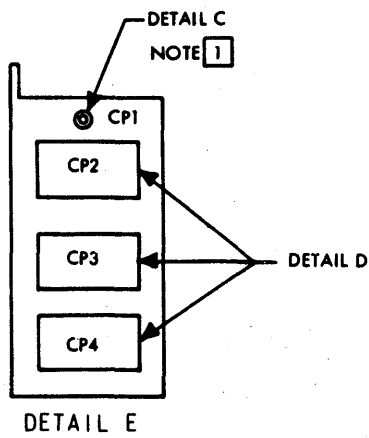 DETAIL C
NOTE 1
CP1
CP2
CP3
DETAIL D
CP4
DETAIL E